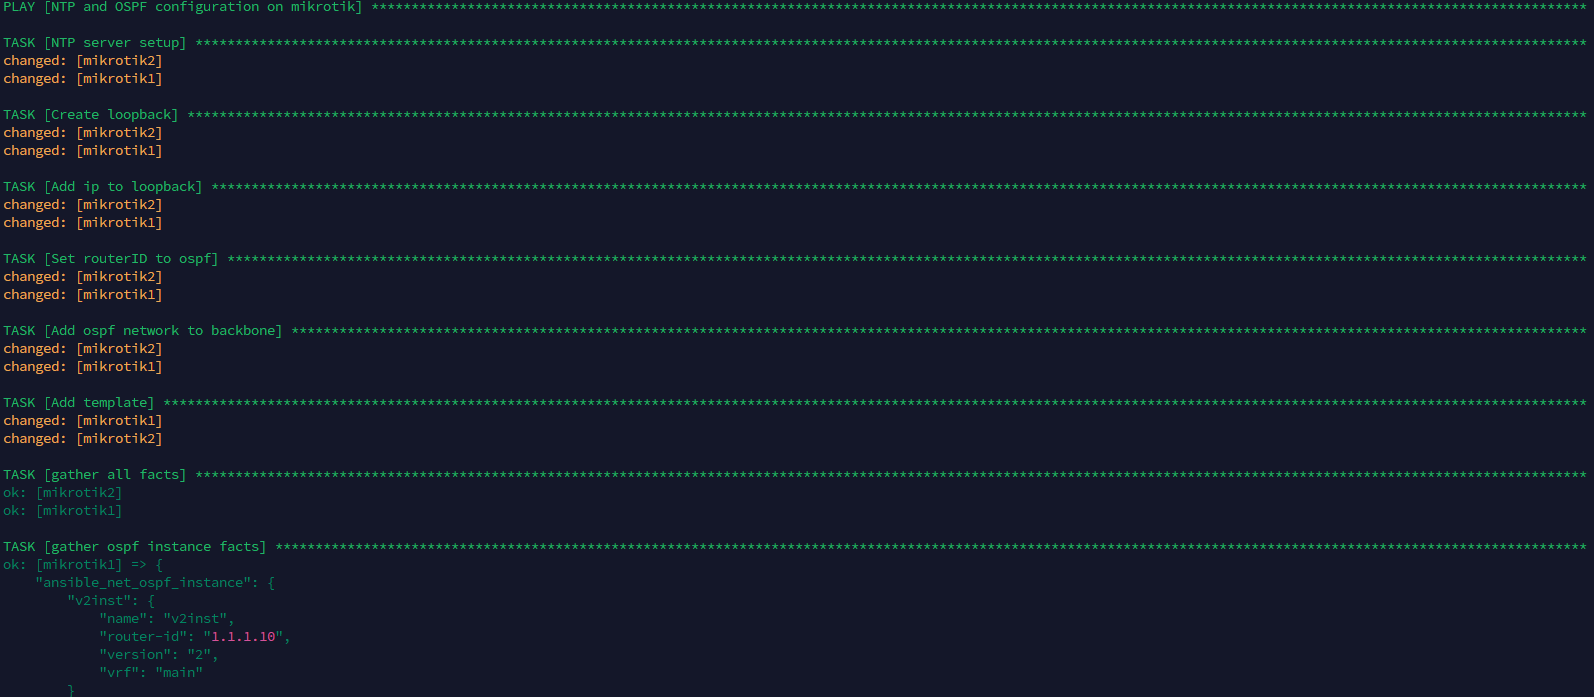 PLAY [NTP and OSPF configuration on mikrotik] ********************************************************************************************************************************************************
TASK [NTP server setup] ******************************************************************************************************************************************************************************
changed: [mikrotik2]
changed: [mikrotik1]
TASK [Create loopback] *******************************************************************************************************************************************************************************
changed: [mikrotik2]
changed: [mikrotik1]
TASK [Add ip to loopback] ****************************************************************************************************************************************************************************
changed: [mikrotik2]
changed: [mikrotik1]
TASK [Set routerID to ospf] **************************************************************************************************************************************************************************
changed: [mikrotik2]
changed: [mikrotik1]
TASK [Add ospf network to backbone] ******************************************************************************************************************************************************************
changed: [mikrotik2]
changed: [mikrotik1]
TASK [Add template] **********************************************************************************************************************************************************************************
changed: [mikrotik1]
changed: [mikrotik2]
TASK [gather all facts] ******************************************************************************************************************************************************************************
ok: [mikrotik2]
ok: [mikrotik1]
TASK [gather ospf instance facts] ********************************************************************************************************************************************************************
ok: [mikrotik1] => {
    "ansible_net_ospf_instance": {
        "v2inst": {
            "name": "v2inst",
            "router-id": "1.1.1.10",
            "version": "2",
            "vrf": "main"
        }